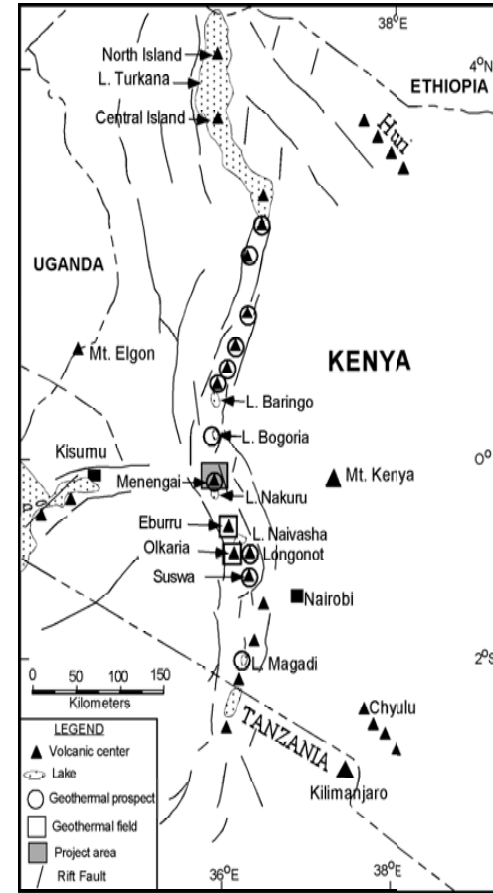 38°E
North Island
4°N
L. Turkana
ETHIOPIA
Central Island
Huri
UGANDA
Mt. Elgon
KENYA
L. Baringo
L. Bogoria
Kisumu
0°
Menengai
Mt. Kenya
L. Nakuru
Eburru
L. Naivasha
Olkaria
Longonot
Suswa
Nairobi
L. Magadi
2°S
0 50 100 150
Kilometers
Chyulu
TANZANIA
Kilimanjaro
LEGEND
Volcanic center
Lake
Geothermal prospect
Geothermal field
Project area
Rift Fault
36°E
38°E